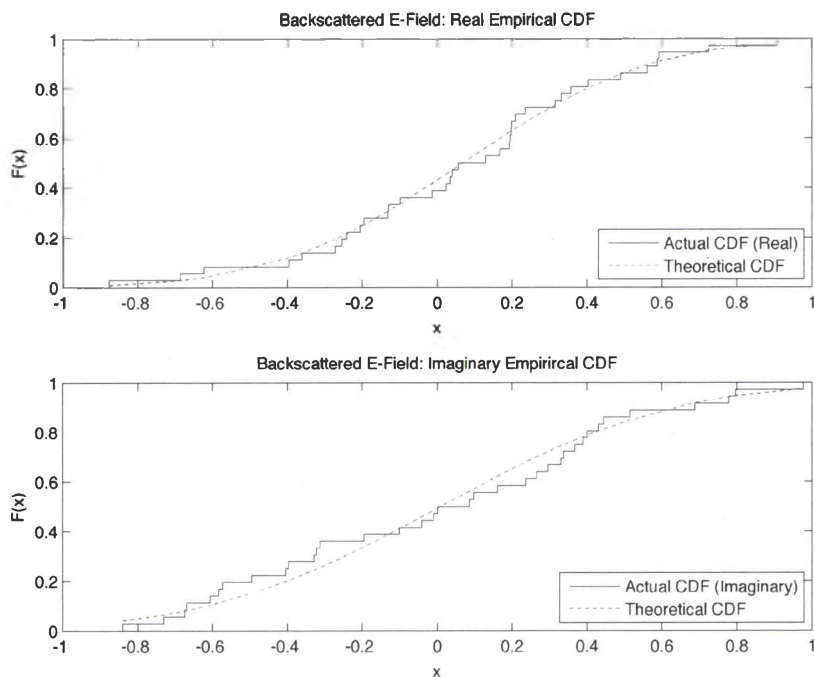 Backscattered E-Field: Real Empirical CDF
1
0.8
0.6
0.4
0.2
0
F(x)
-1 -0.8 -0.6 -0.4 -0.2 0 0.2 0.4 0.6 0.8 1
x
Actual CDF (Real)
Theoretical CDF
Backscattered E-Field: Imaginary Empirircal CDF
1
0.8
0.6
0.4
0.2
0
F(x)
-1 -0.8 -0.6 -0.4 -0.2 0 0.2 0.4 0.6 0.8 1
x
Actual CDF (Imaginary)
Theoretical CDF